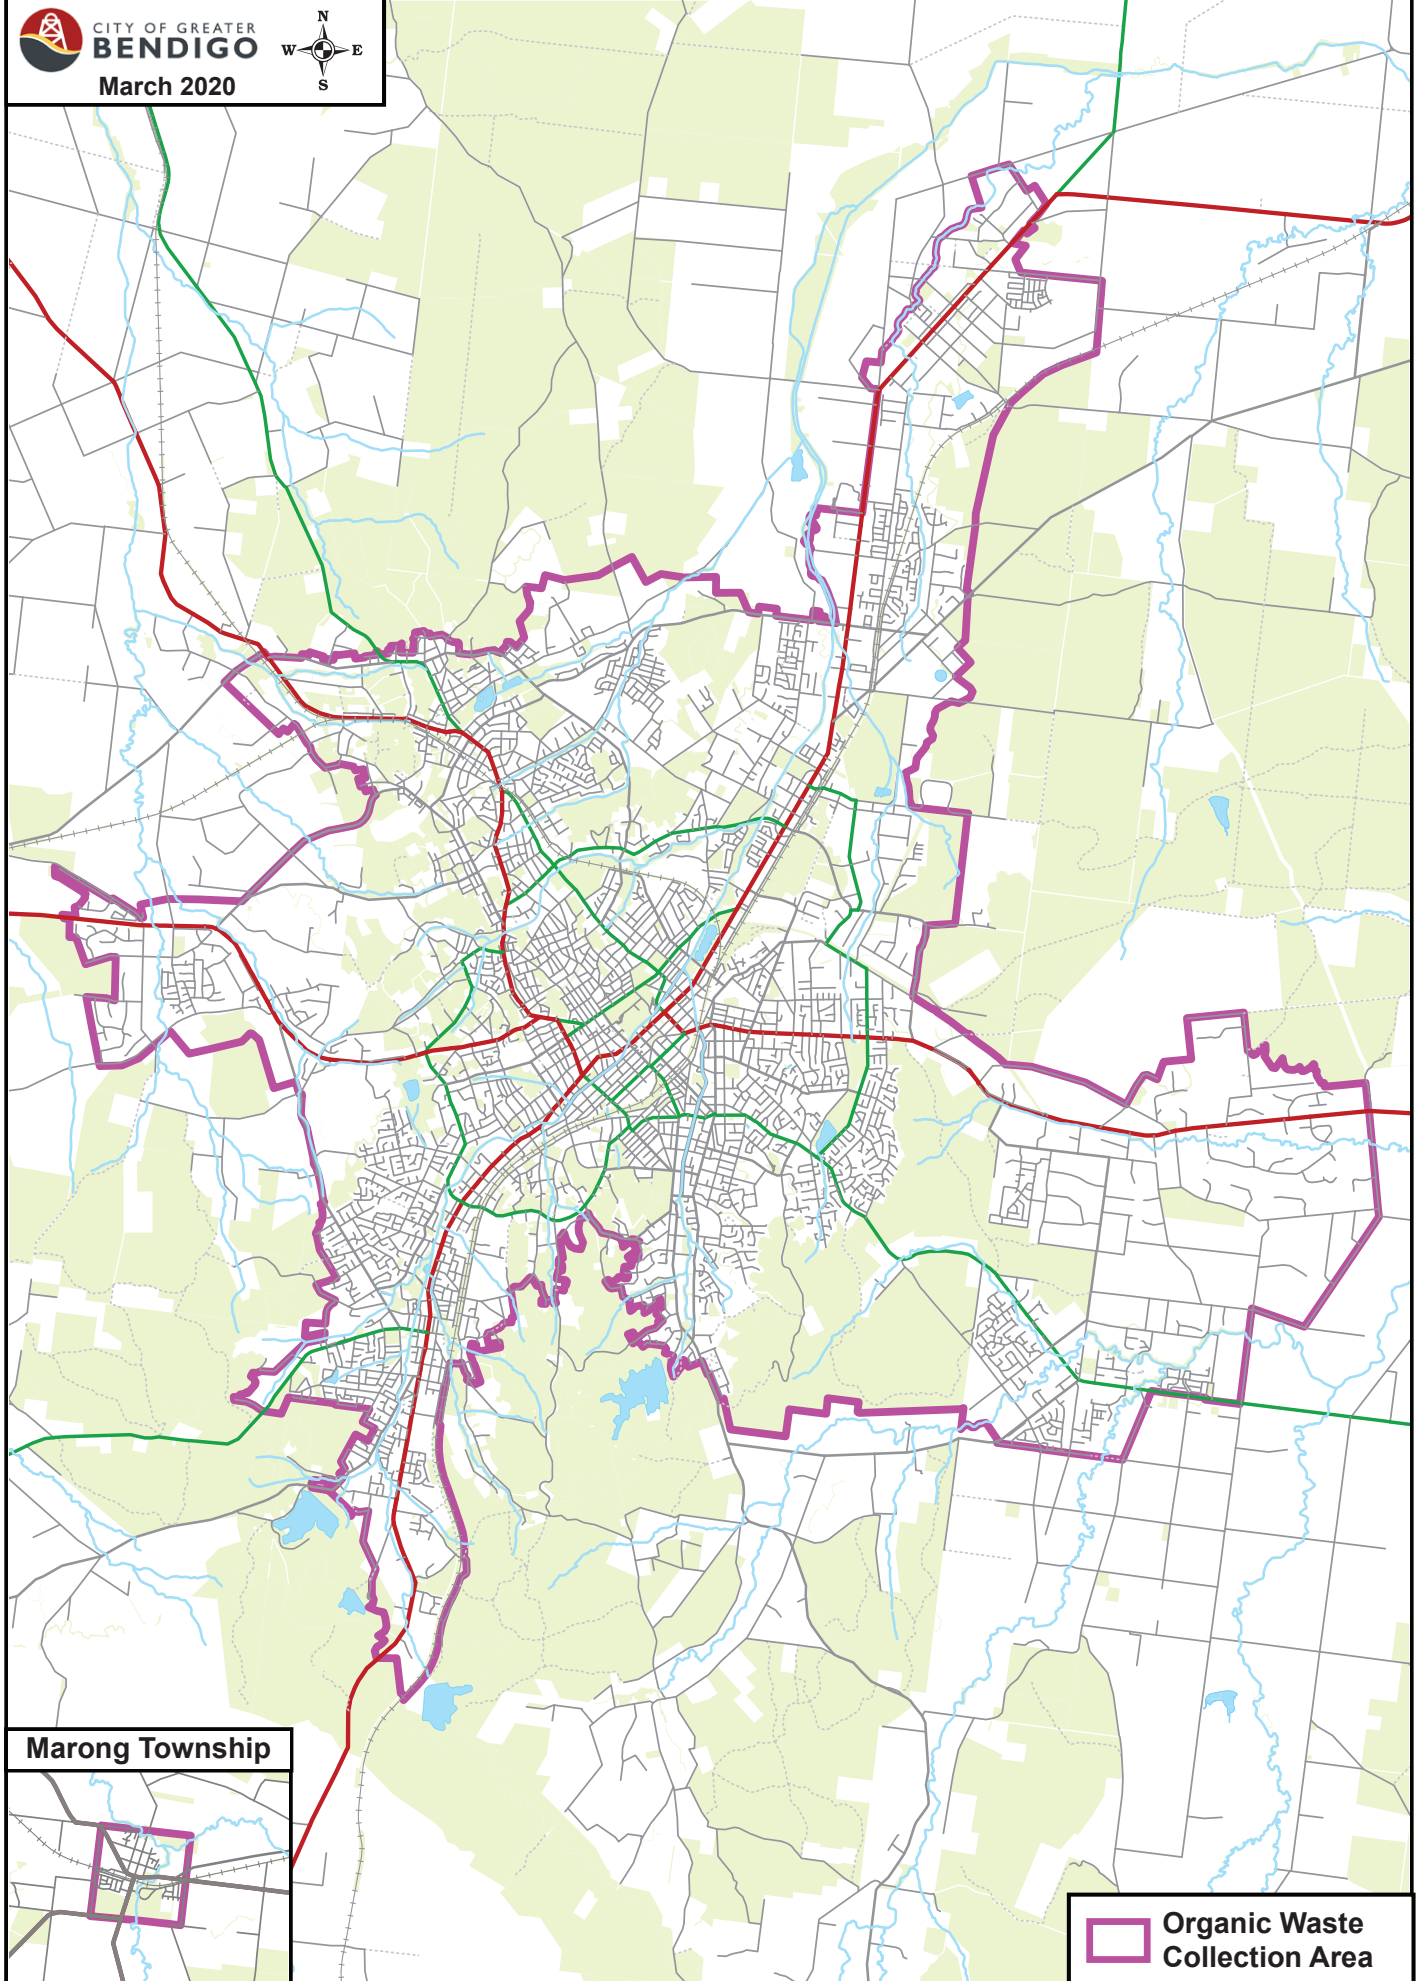 CITY OF GREATER
BENDIGO
March 2020
N
W E
S
Marong Township
Organic Waste
Collection Area